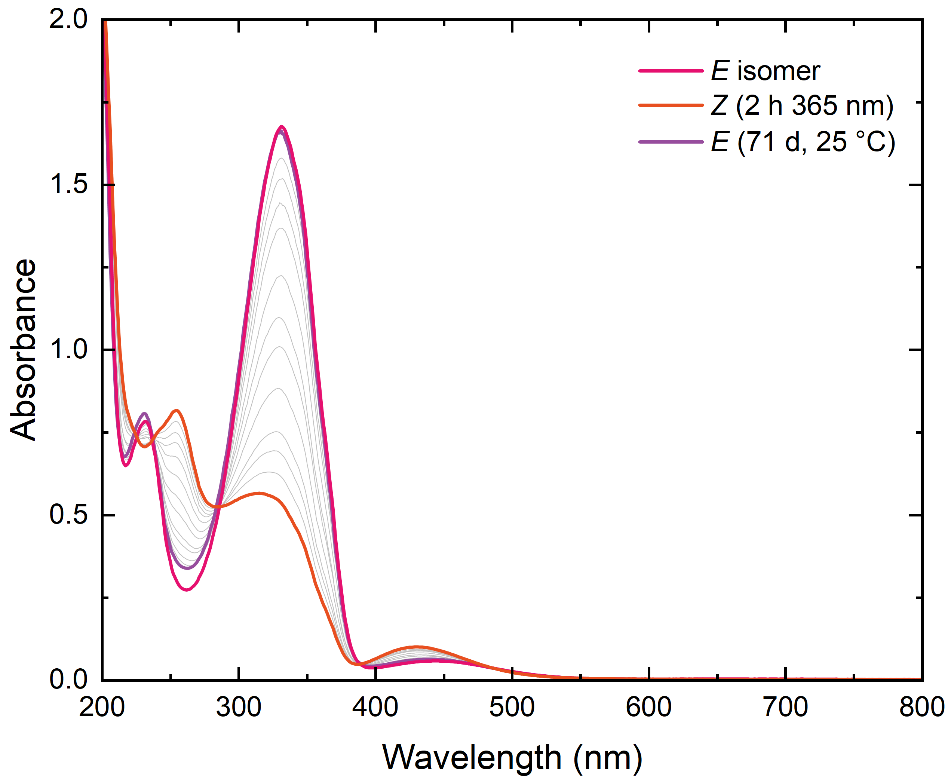 2.0
E isomer
Z (2 h 365 nm)
E (71 d, 25 °C)
1.5
1.0
0.5
0.0
Absorbance
200 300 400 500 600 700 800
Wavelength (nm)